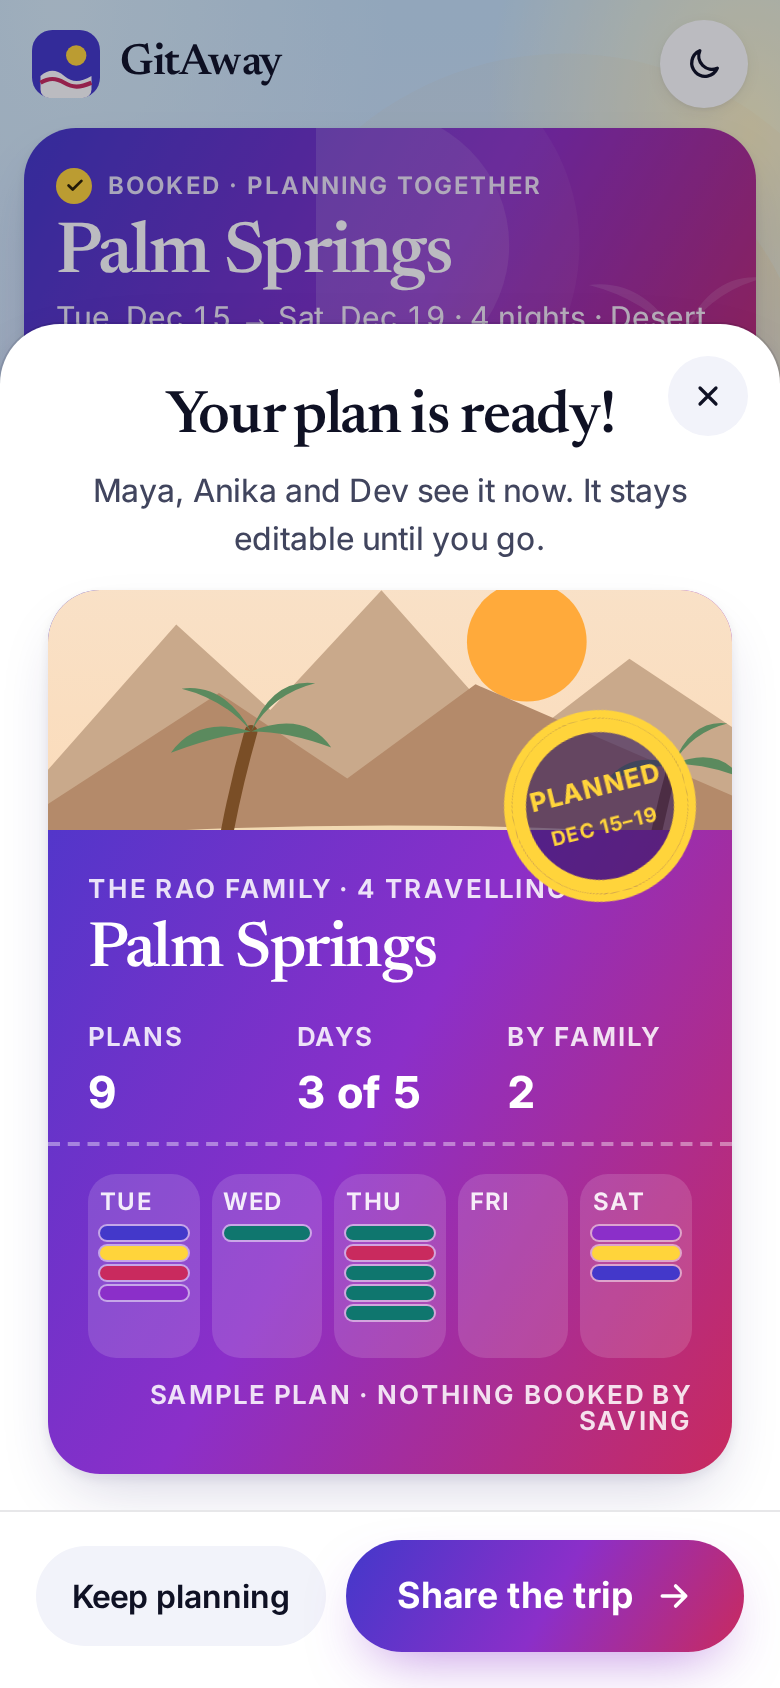 GitAway
BOOKED · PLANNING TOGETHER
Palm Springs
Tue, Dec 15 → Sat, Dec 19 · 4 nights · Desert
Your plan is ready!
Maya, Anika and Dev see it now. It stays
editable until you go.
PLANNED
DEC 15–19
THE RAO FAMILY · 4 TRAVELLING
Palm Springs
PLANS DAYS BY FAMILY
9 3 of 5 2
TUE WED THU FRI SAT
SAMPLE PLAN · NOTHING BOOKED BY
SAVING
Keep planning Share the trip →